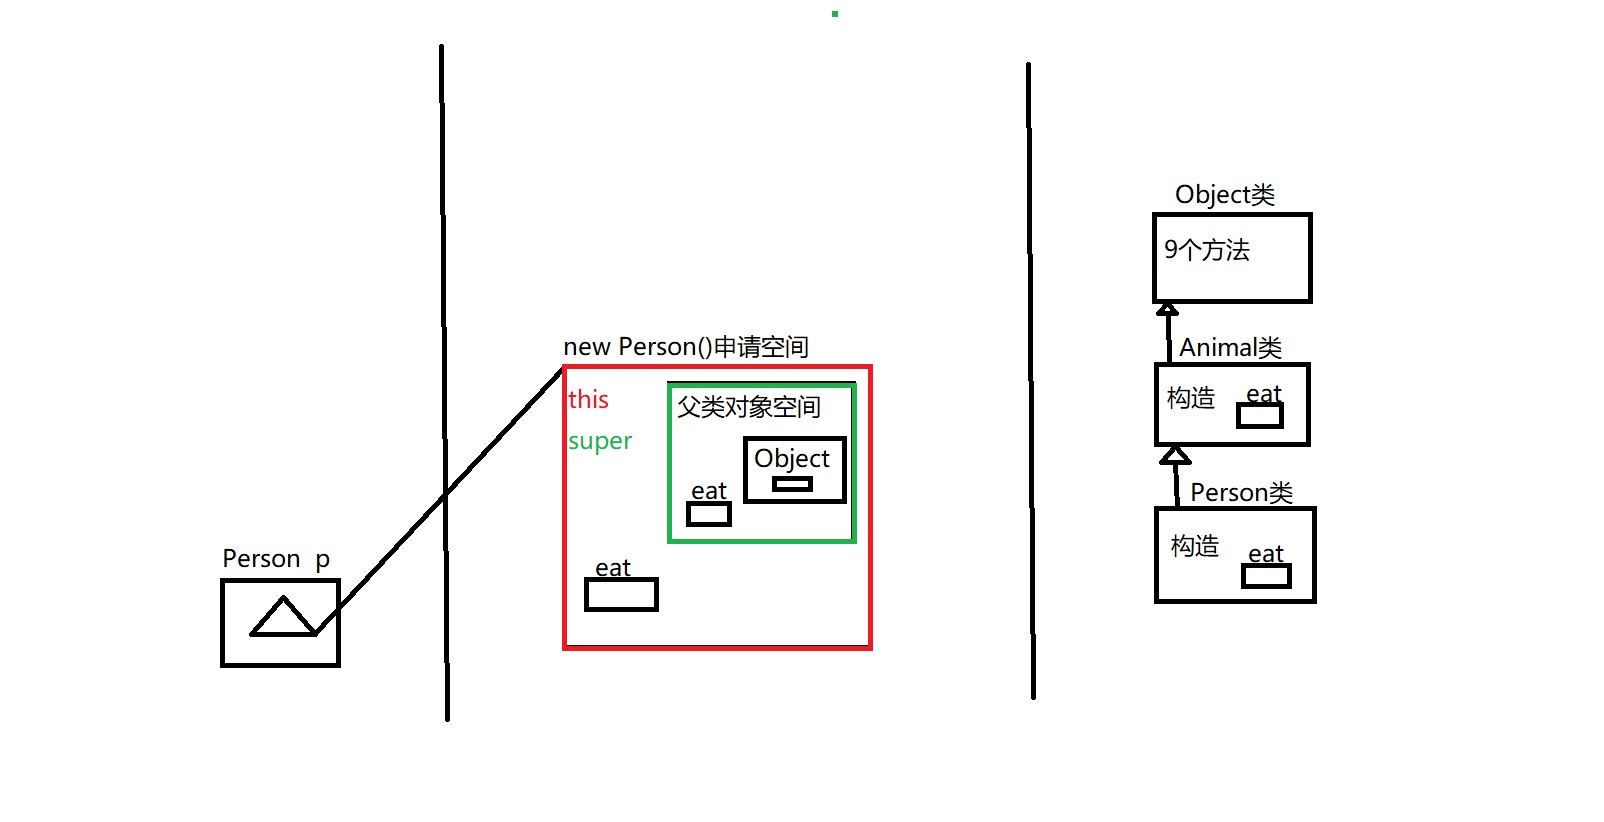 Person p
new Person()申请空间
this
super
父类对象空间
Object
eat
eat
Object类
9个方法
Animal类
构造
eat
Person类
构造
eat